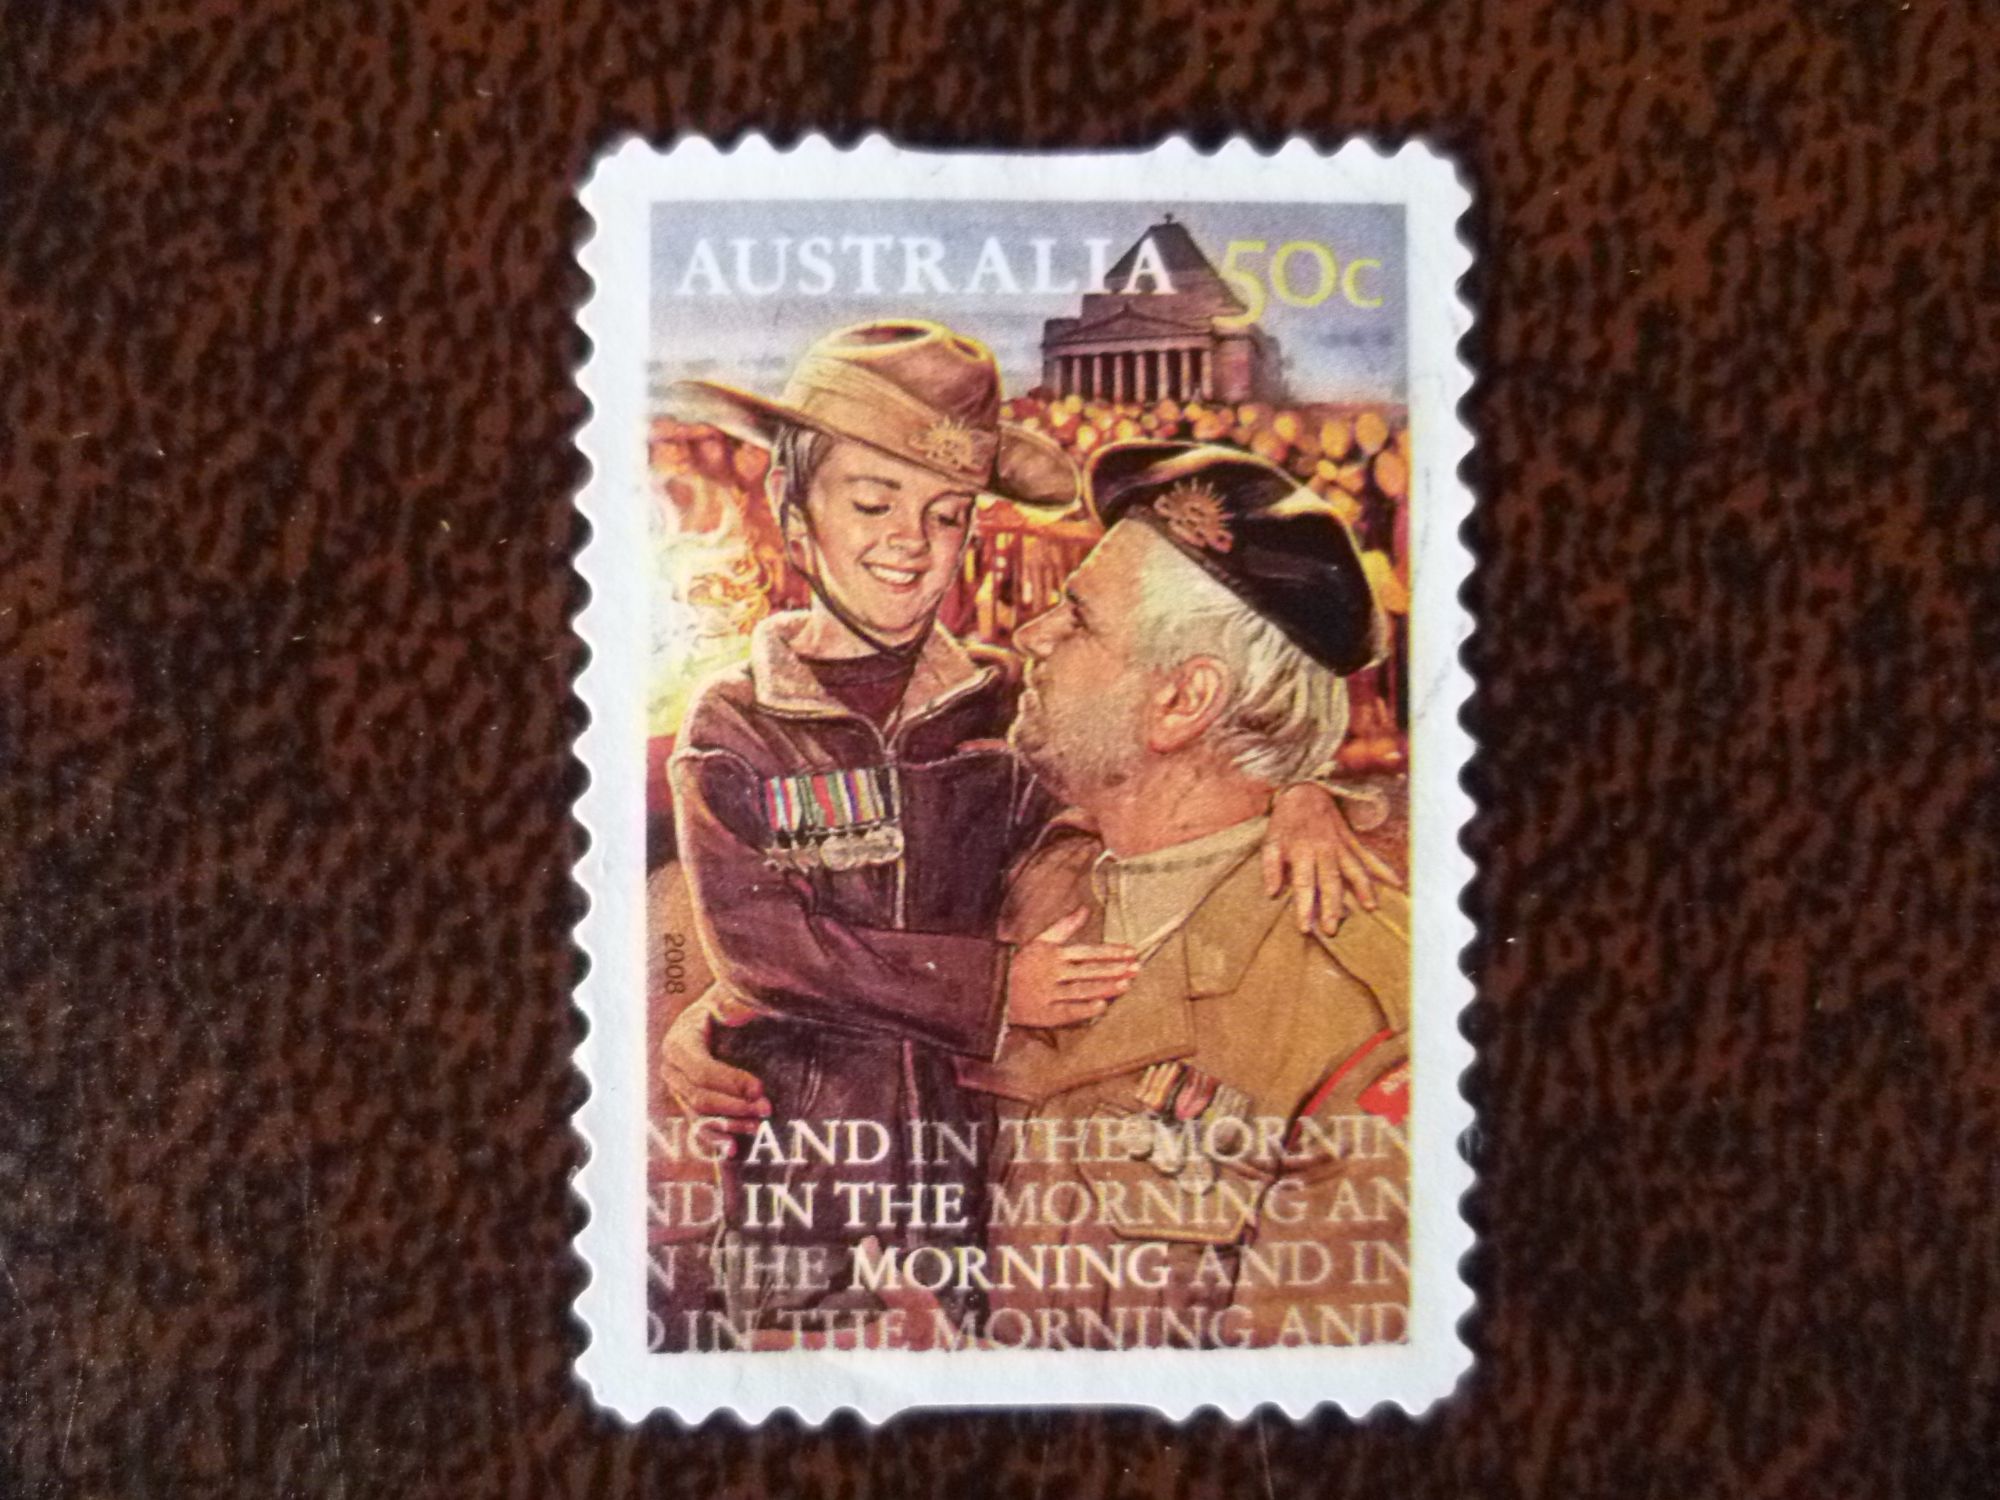 AUSTRALIA 50c
2008
NG AND IN THE MORNIN
ND IN THE MORNING AN
N THE MORNING AND IN
D IN THE MORNING AND